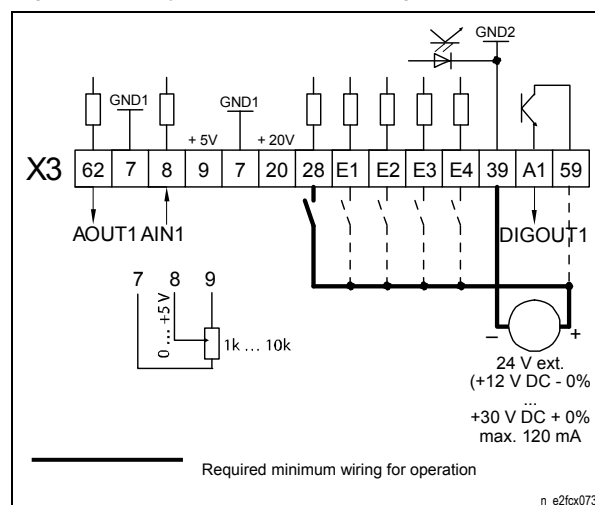 GND2
GND1
GND1
+ 5V
+ 20V
X3 62 7 8 9 7 20 28 E1 E2 E3 E4 39 A1 59
AOUT1 AIN1
DIGOUT1
7 8 9
0 ... +5 V
1k ... 10k
– +
24 V ext.
(+12 V DC - 0%
...
+30 V DC + 0%
max. 120 mA
Required minimum wiring for operation
n_e2fcx073